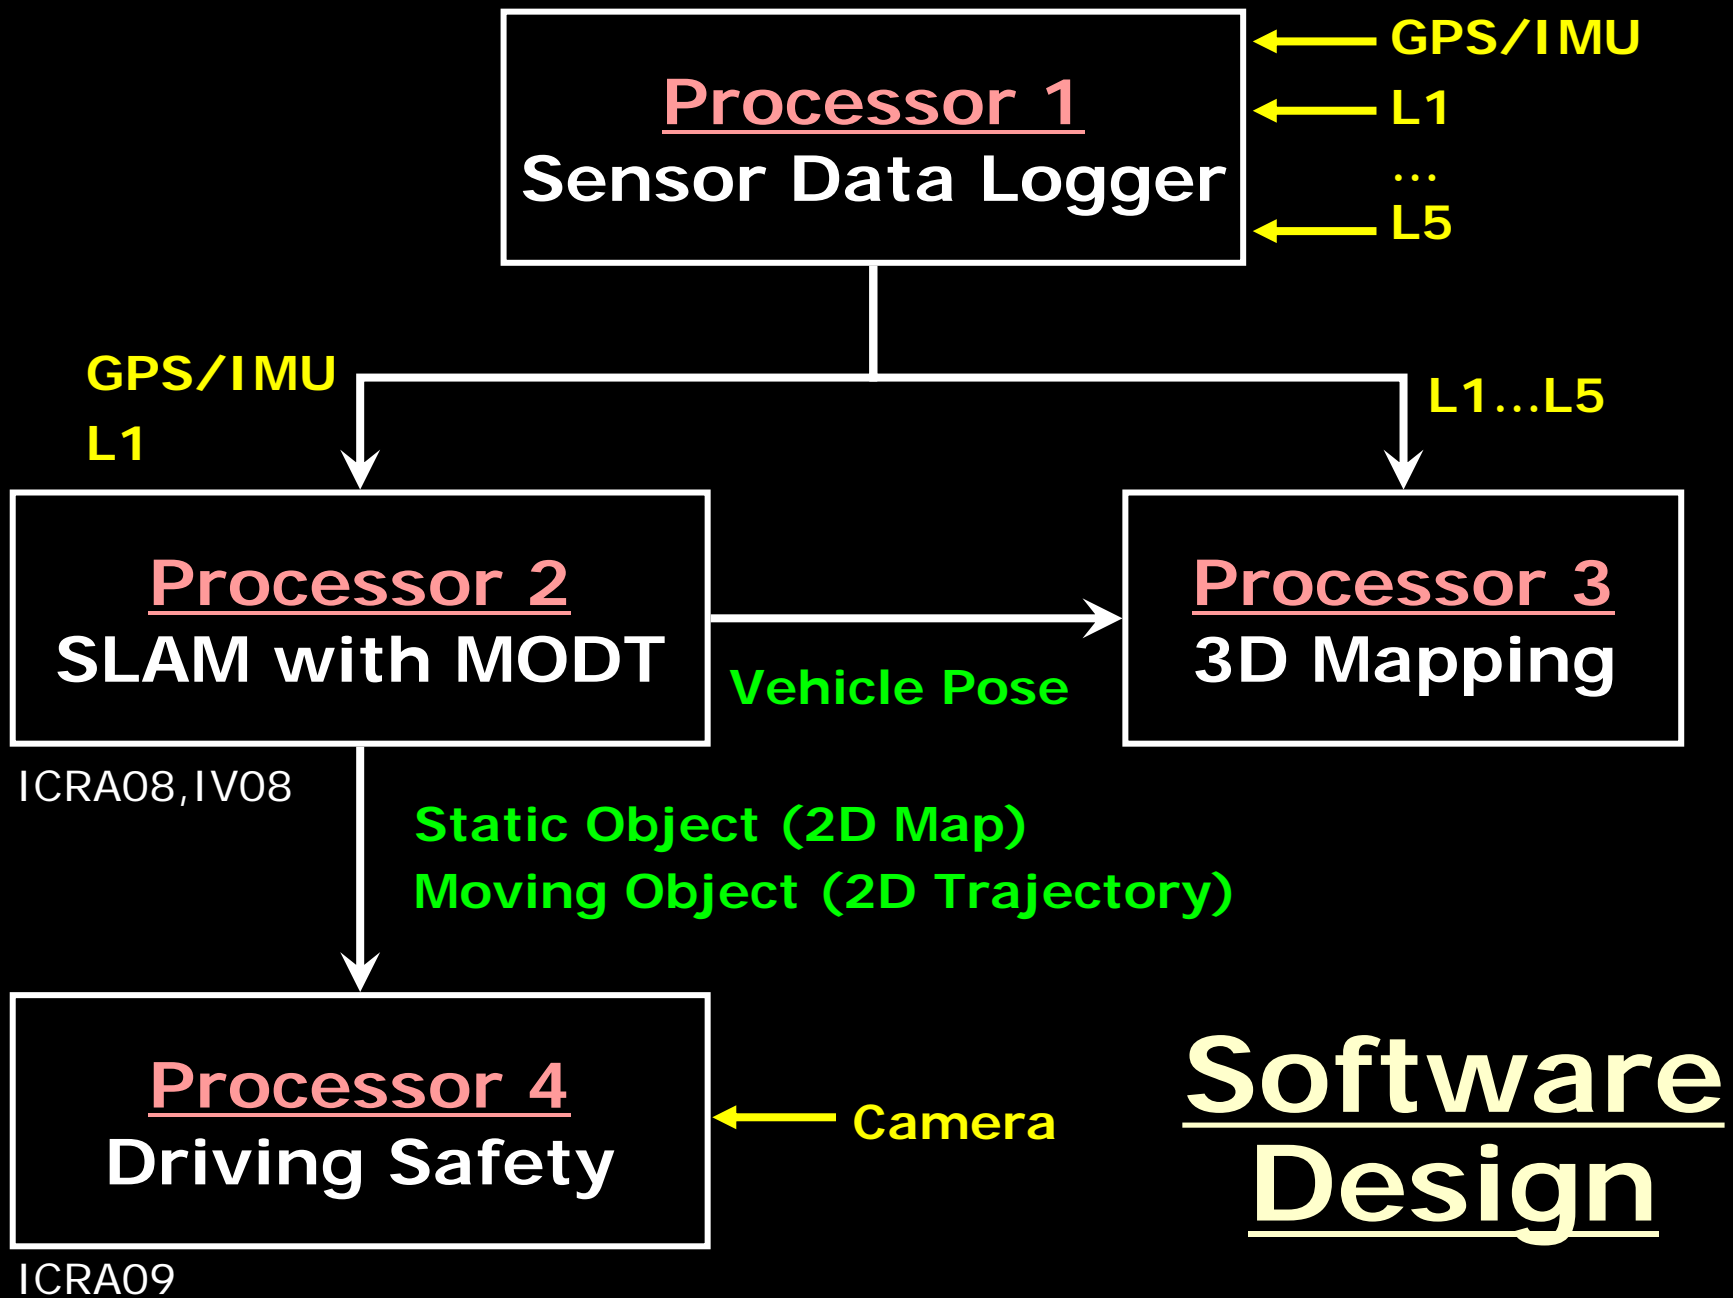 GPS/IMU
Processor 1
L1
Sensor Data Logger
...
L5
GPS/IMU
L1
L1...L5
Processor 2
SLAM with MODT
Vehicle Pose
Processor 3
3D Mapping
ICRA08,IV08
Static Object (2D Map)
Moving Object (2D Trajectory)
Processor 4
Driving Safety
Camera
ICRA09
Software
Design